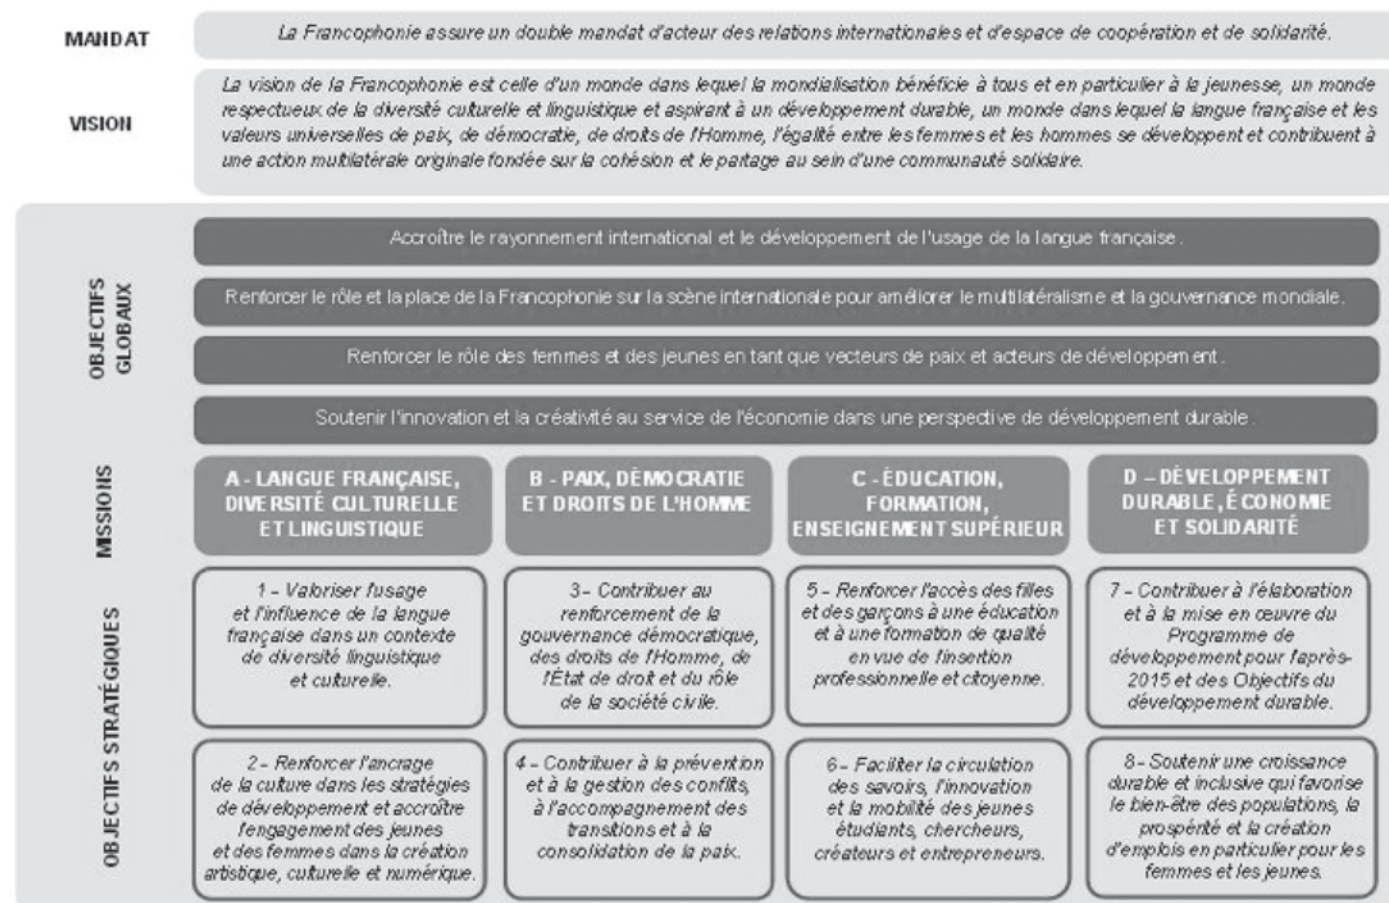 MANDAT
La Francophonie assure un double mandat d'acteur des relations internationales et d'espace de coopération et de solidarité.
VISION
La vision de la Francophonie est celle d'un monde dans lequel la mondialisation bénéficie à tous et en particulier à la jeunesse, un monde
respectueux de la diversité culturelle et linguistique et aspirant à un développement durable, un monde dans lequel la langue française et les
valeurs universelles de paix, de démocratie, de droits de l'Homme, l'égalité entre les femmes et les hommes se développent et contribuent à
une action multilatérale originale fondée sur la cohésion et le partage au sein d'une communauté solidaire.
OBJECTIFS
GLOBAUX
Accroître le rayonnement international et le développement de l'usage de la langue française.
Renforcer le rôle et la place de la Francophonie sur la scène internationale pour améliorer le multilatéralisme et la gouvernance mondiale.
Renforcer le rôle des femmes et des jeunes en tant que vecteurs de paix et acteurs de développement.
Soutenir l'innovation et la créativité au service de l'économie dans une perspective de développement durable.
MISSIONS
A - LANGUE FRANÇAISE,
DIVERSITÉ CULTURELLE
ET LINGUISTIQUE
B - PAIX, DÉMOCRATIE
ET DROITS DE L'HOMME
C - ÉDUCATION,
FORMATION,
ENSEIGNEMENT SUPÉRIEUR
D – DÉVELOPPEMENT
DURABLE, ÉCONOMIE
ET SOLIDARITÉ
OBJECTIFS STRATÉGIQUES
1 – Valoriser l'usage
et l'influence de la langue
française dans un contexte
de diversité linguistique
et culturelle.
3 – Contribuer au
renforcement de la
gouvernance démocratique,
des droits de l'Homme, de
l'État de droit et du rôle
de la société civile.
5 – Renforcer l'accès des filles
et des garçons à une éducation
et à une formation de qualité
en vue de l'insertion
professionnelle et citoyenne.
7 – Contribuer à l'élaboration
et à la mise en œuvre du
Programme de
développement pour l'après-
2015 et des Objectifs du
développement durable.
2 – Renforcer l'ancrage
de la culture dans les stratégies
de développement et accroître
l'engagement des jeunes
et des femmes dans la création
artistique, culturelle et numérique.
4 – Contribuer à la prévention
et à la gestion des conflits,
à l'accompagnement des
transitions et à la
consolidation de la paix.
6 – Faciliter la circulation
des savoirs, l'innovation
et la mobilité des jeunes
étudiants, chercheurs,
créateurs et entrepreneurs.
8 – Soutenir une croissance
durable et inclusive qui favorise
le bien-être des populations, la
prospérité et la création
d'emplois en particulier pour les
femmes et les jeunes.